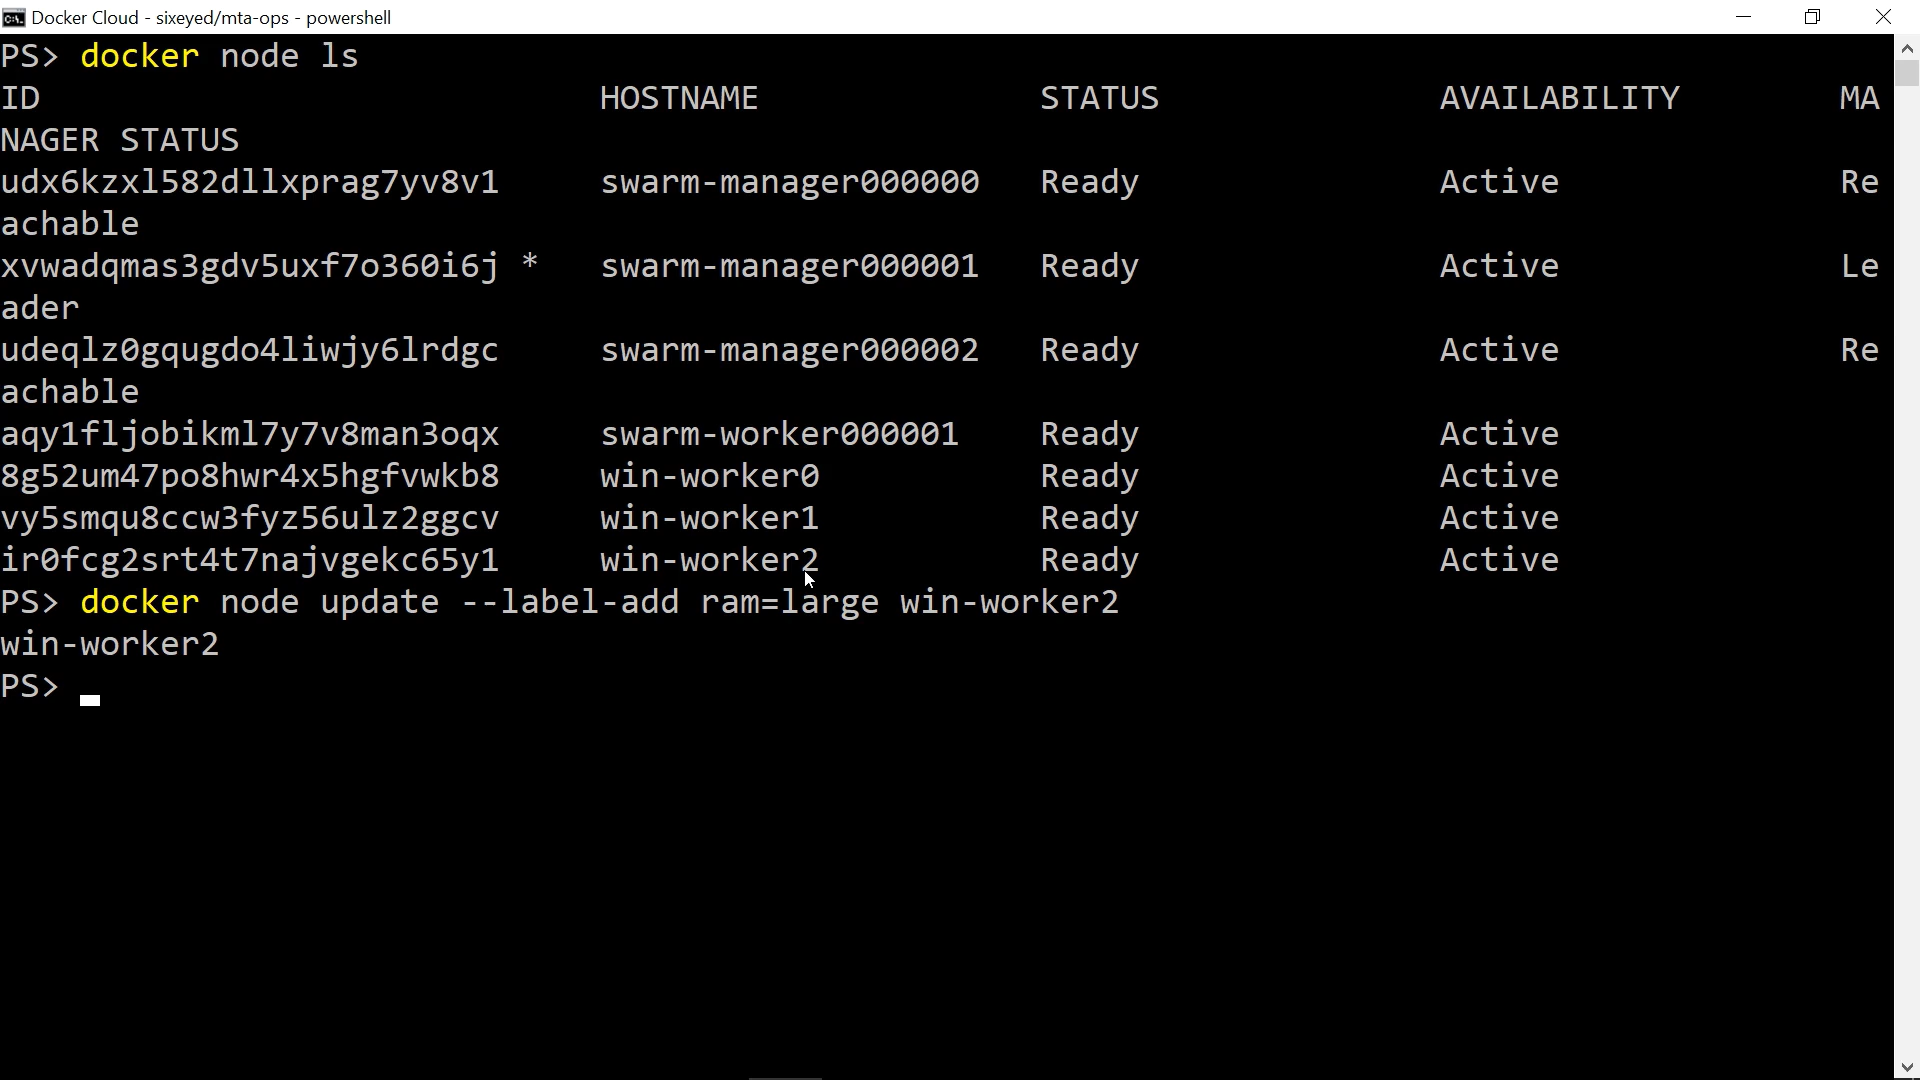 Docker Cloud - sixeyed/mta-ops - powershell
PS> docker node ls
ID HOSTNAME STATUS AVAILABILITY MA
NAGER STATUS
udx6kzxl582dllxprag7yv8v1 swarm-manager000000 Ready Active Re
achable
xvwadqmas3gdv5uxf7o360i6j * swarm-manager000001 Ready Active Le
ader
udeqlz0gqugdo4liwjy6lrdgc swarm-manager000002 Ready Active Re
achable
aqy1fljobikml7y7v8man3oqx swarm-worker000001 Ready Active
8g52um47po8hwr4x5hgfvwkb8 win-worker0 Ready Active
vy5smqu8ccw3fyz56ulz2ggcv win-worker1 Ready Active
ir0fcg2srt4t7najvgekc65y1 win-worker2 Ready Active
PS> docker node update --label-add ram=large win-worker2
win-worker2
PS>